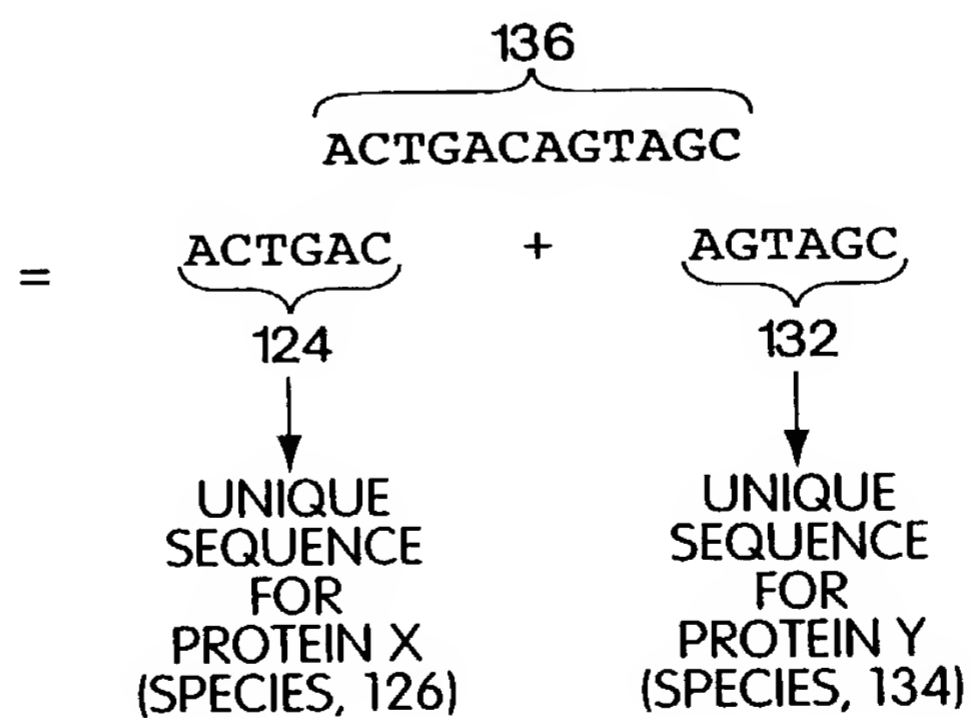 136
ACTGACAGTAGC
= ACTGAC + AGTAGC
124
132
UNIQUE
SEQUENCE
FOR
PROTEIN X
(SPECIES, 126)
UNIQUE
SEQUENCE
FOR
PROTEIN Y
(SPECIES, 134)